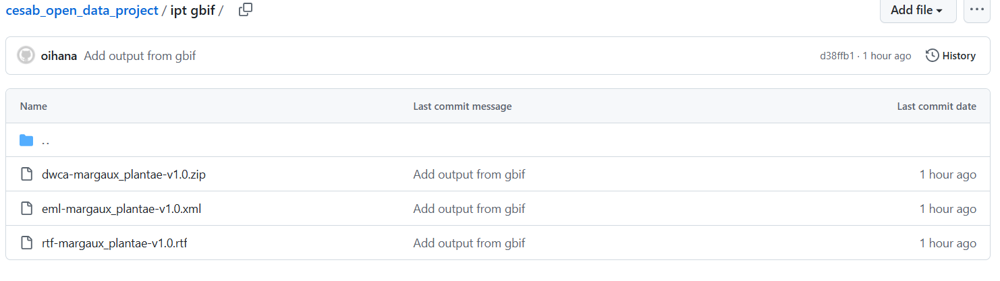 cesab_open_data_project / ipt gbif /
Add file
...
oihana Add output from gbif d38ffb1 · 1 hour ago History
Name Last commit message Last commit date
..
dwca-margaux_plantae-v1.0.zip Add output from gbif 1 hour ago
eml-margaux_plantae-v1.0.xml Add output from gbif 1 hour ago
rtf-margaux_plantae-v1.0.rtf Add output from gbif 1 hour ago